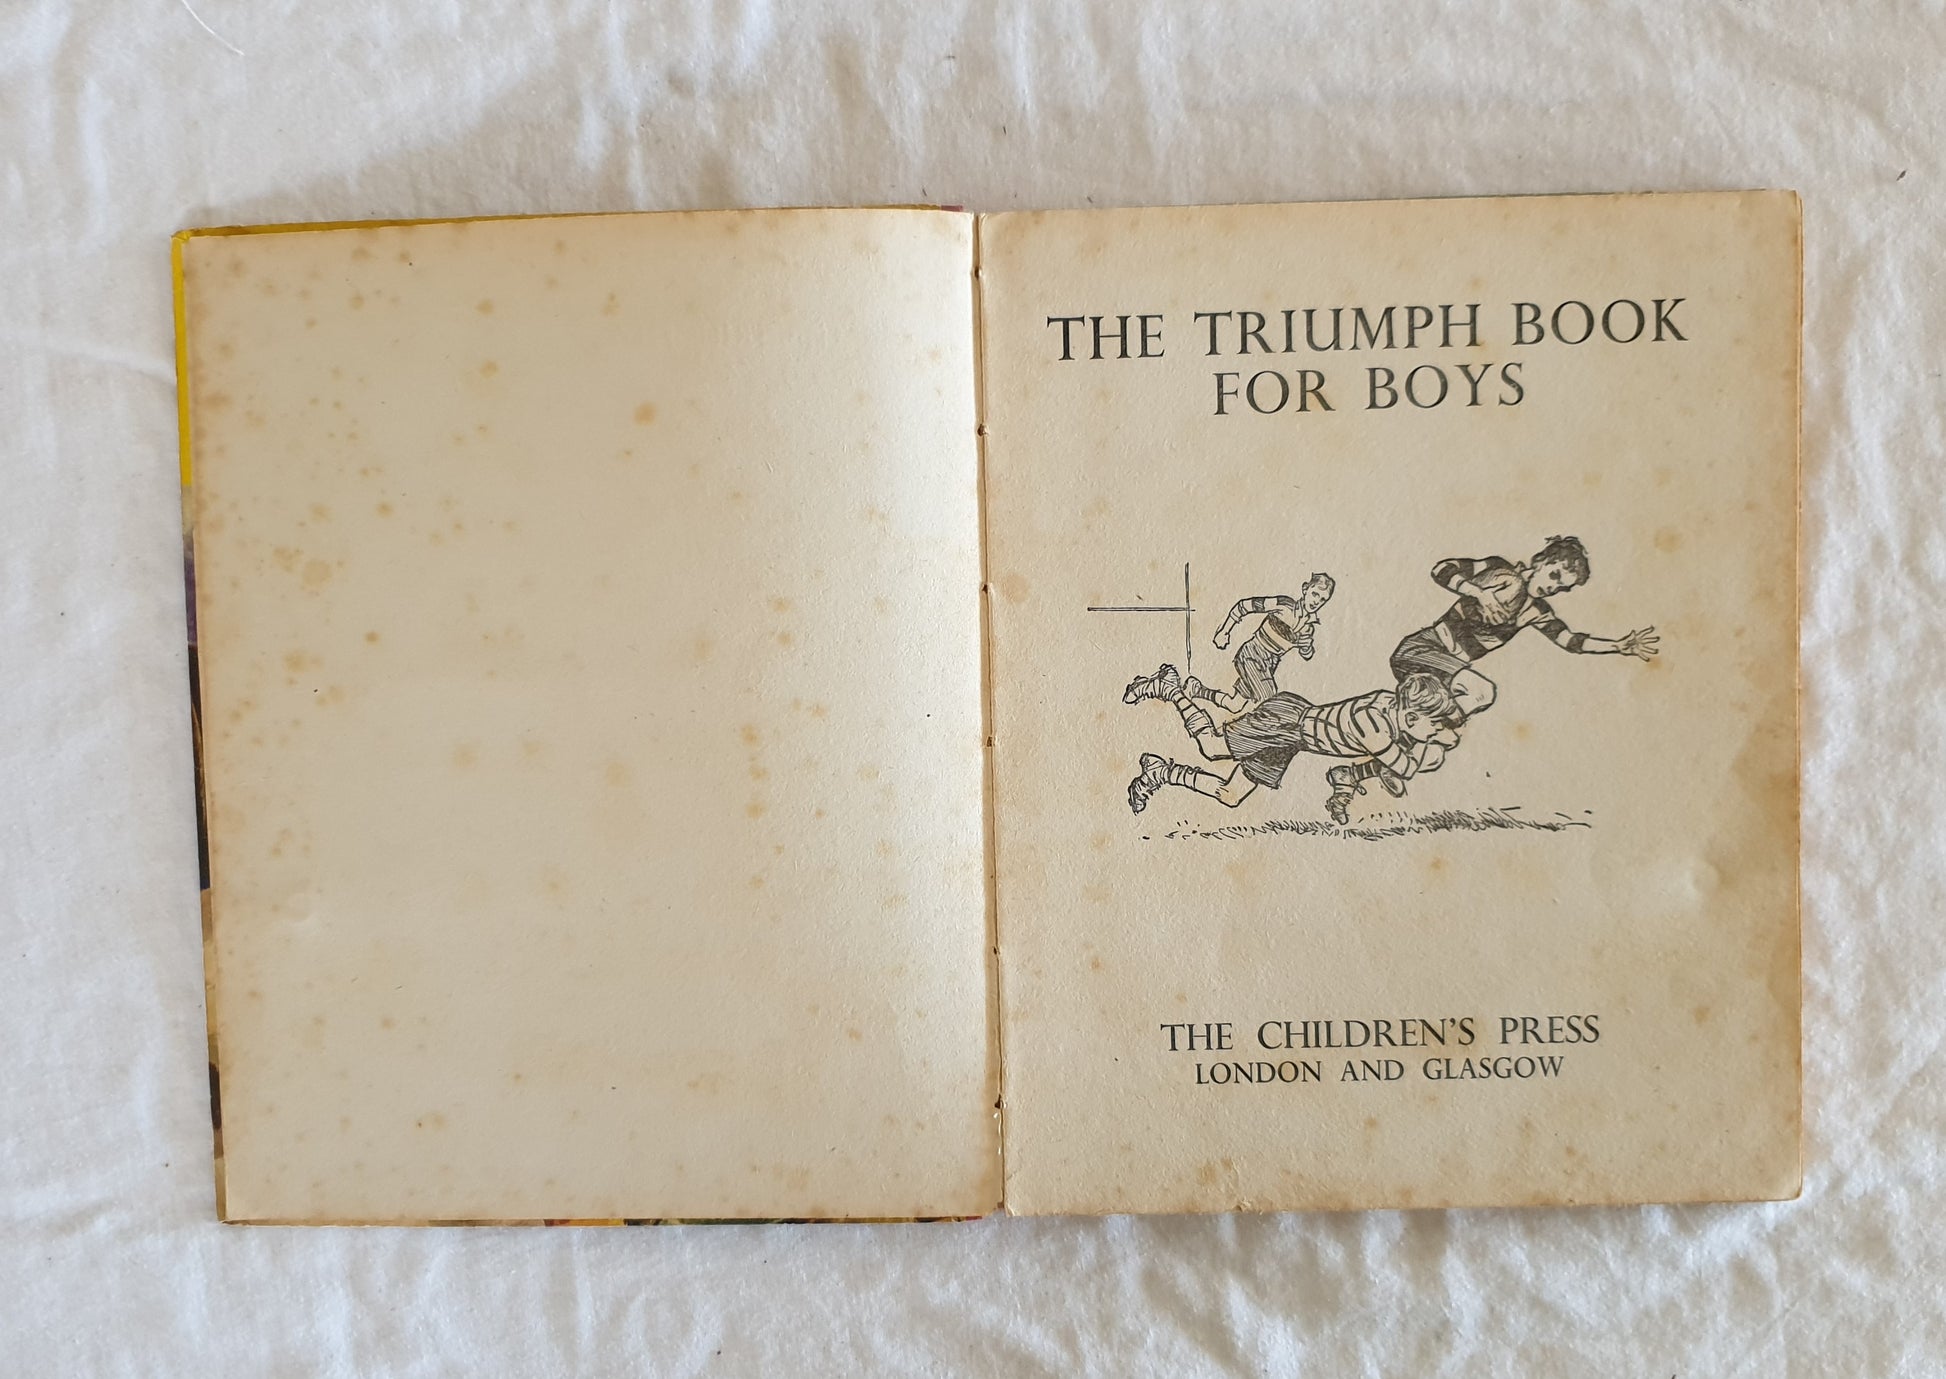 THE TRIUMPH BOOK
FOR BOYS
THE CHILDREN'S PRESS
LONDON AND GLASGOW